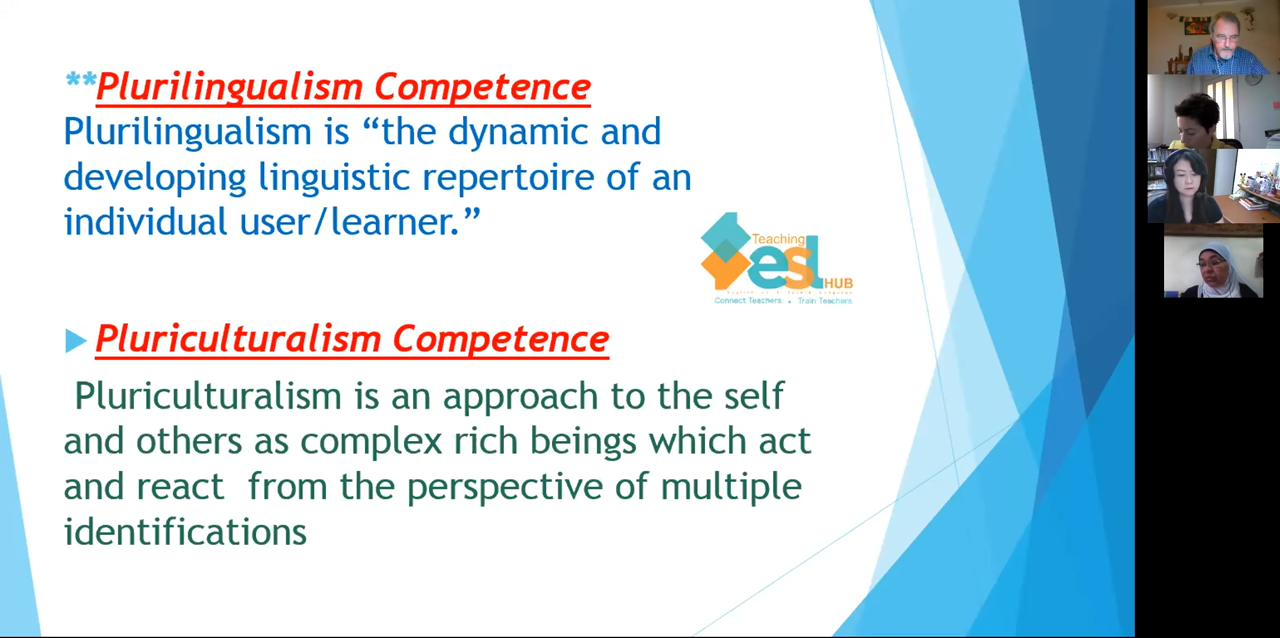 **Plurilingualism Competence
Plurilingualism is “the dynamic and
developing linguistic repertoire of an
individual user/learner.”
Teaching
esl
HUB
Connect Teachers . Train Teachers
Pluriculturalism Competence
Pluriculturalism is an approach to the self
and others as complex rich beings which act
and react from the perspective of multiple
identifications